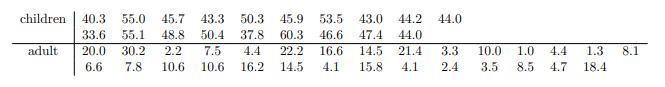 children 40.3 55.0 45.7 43.3 50.3 45.9 53.5 43.0 44.2 44.0
33.6 55.1 48.8 50.4 37.8 60.3 46.6 47.4 44.0
adult 20.0 30.2 2.2 7.5 4.4 22.2 16.6 14.5 21.4 3.3 10.0 1.0 4.4 1.3 8.1
6.6 7.8 10.6 10.6 16.2 14.5 4.1 15.8 4.1 2.4 3.5 8.5 4.7 18.4